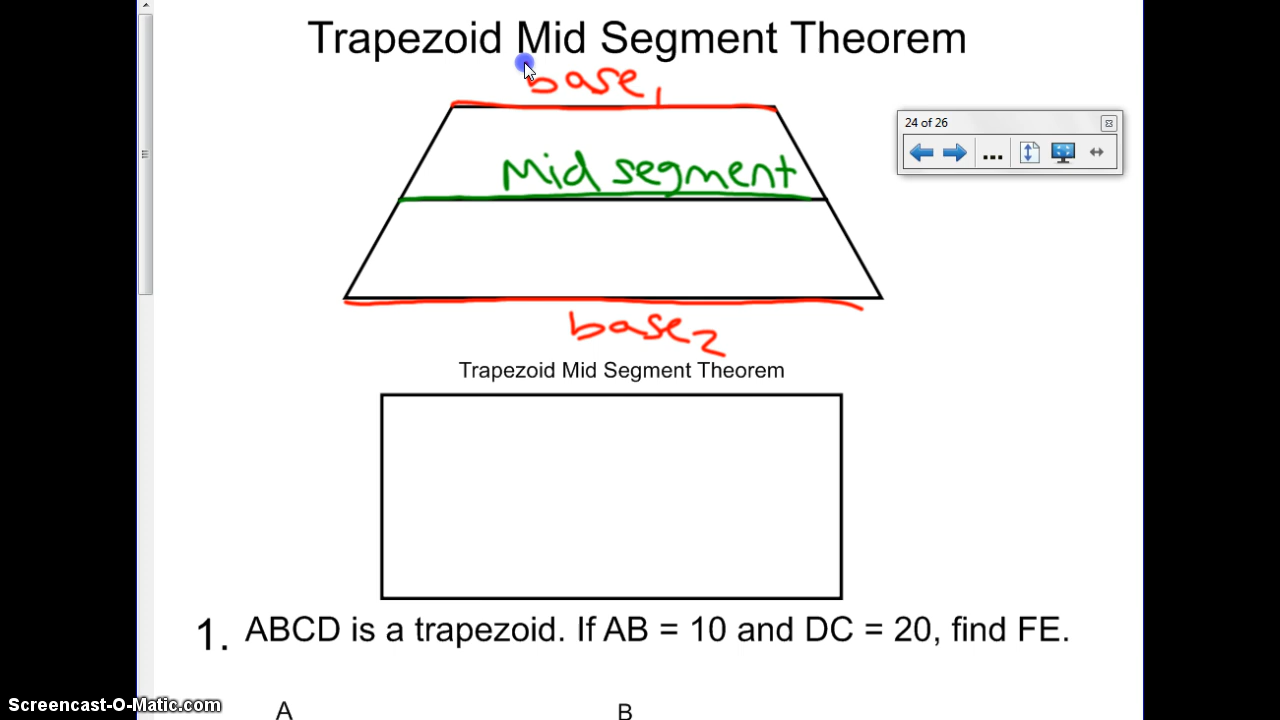 Trapezoid Mid Segment Theorem
base1
24 of 26
Mid segment
base2
Trapezoid Mid Segment Theorem
1. ABCD is a trapezoid. If AB = 10 and DC = 20, find FE.
A B
Screencast-O-Matic.com